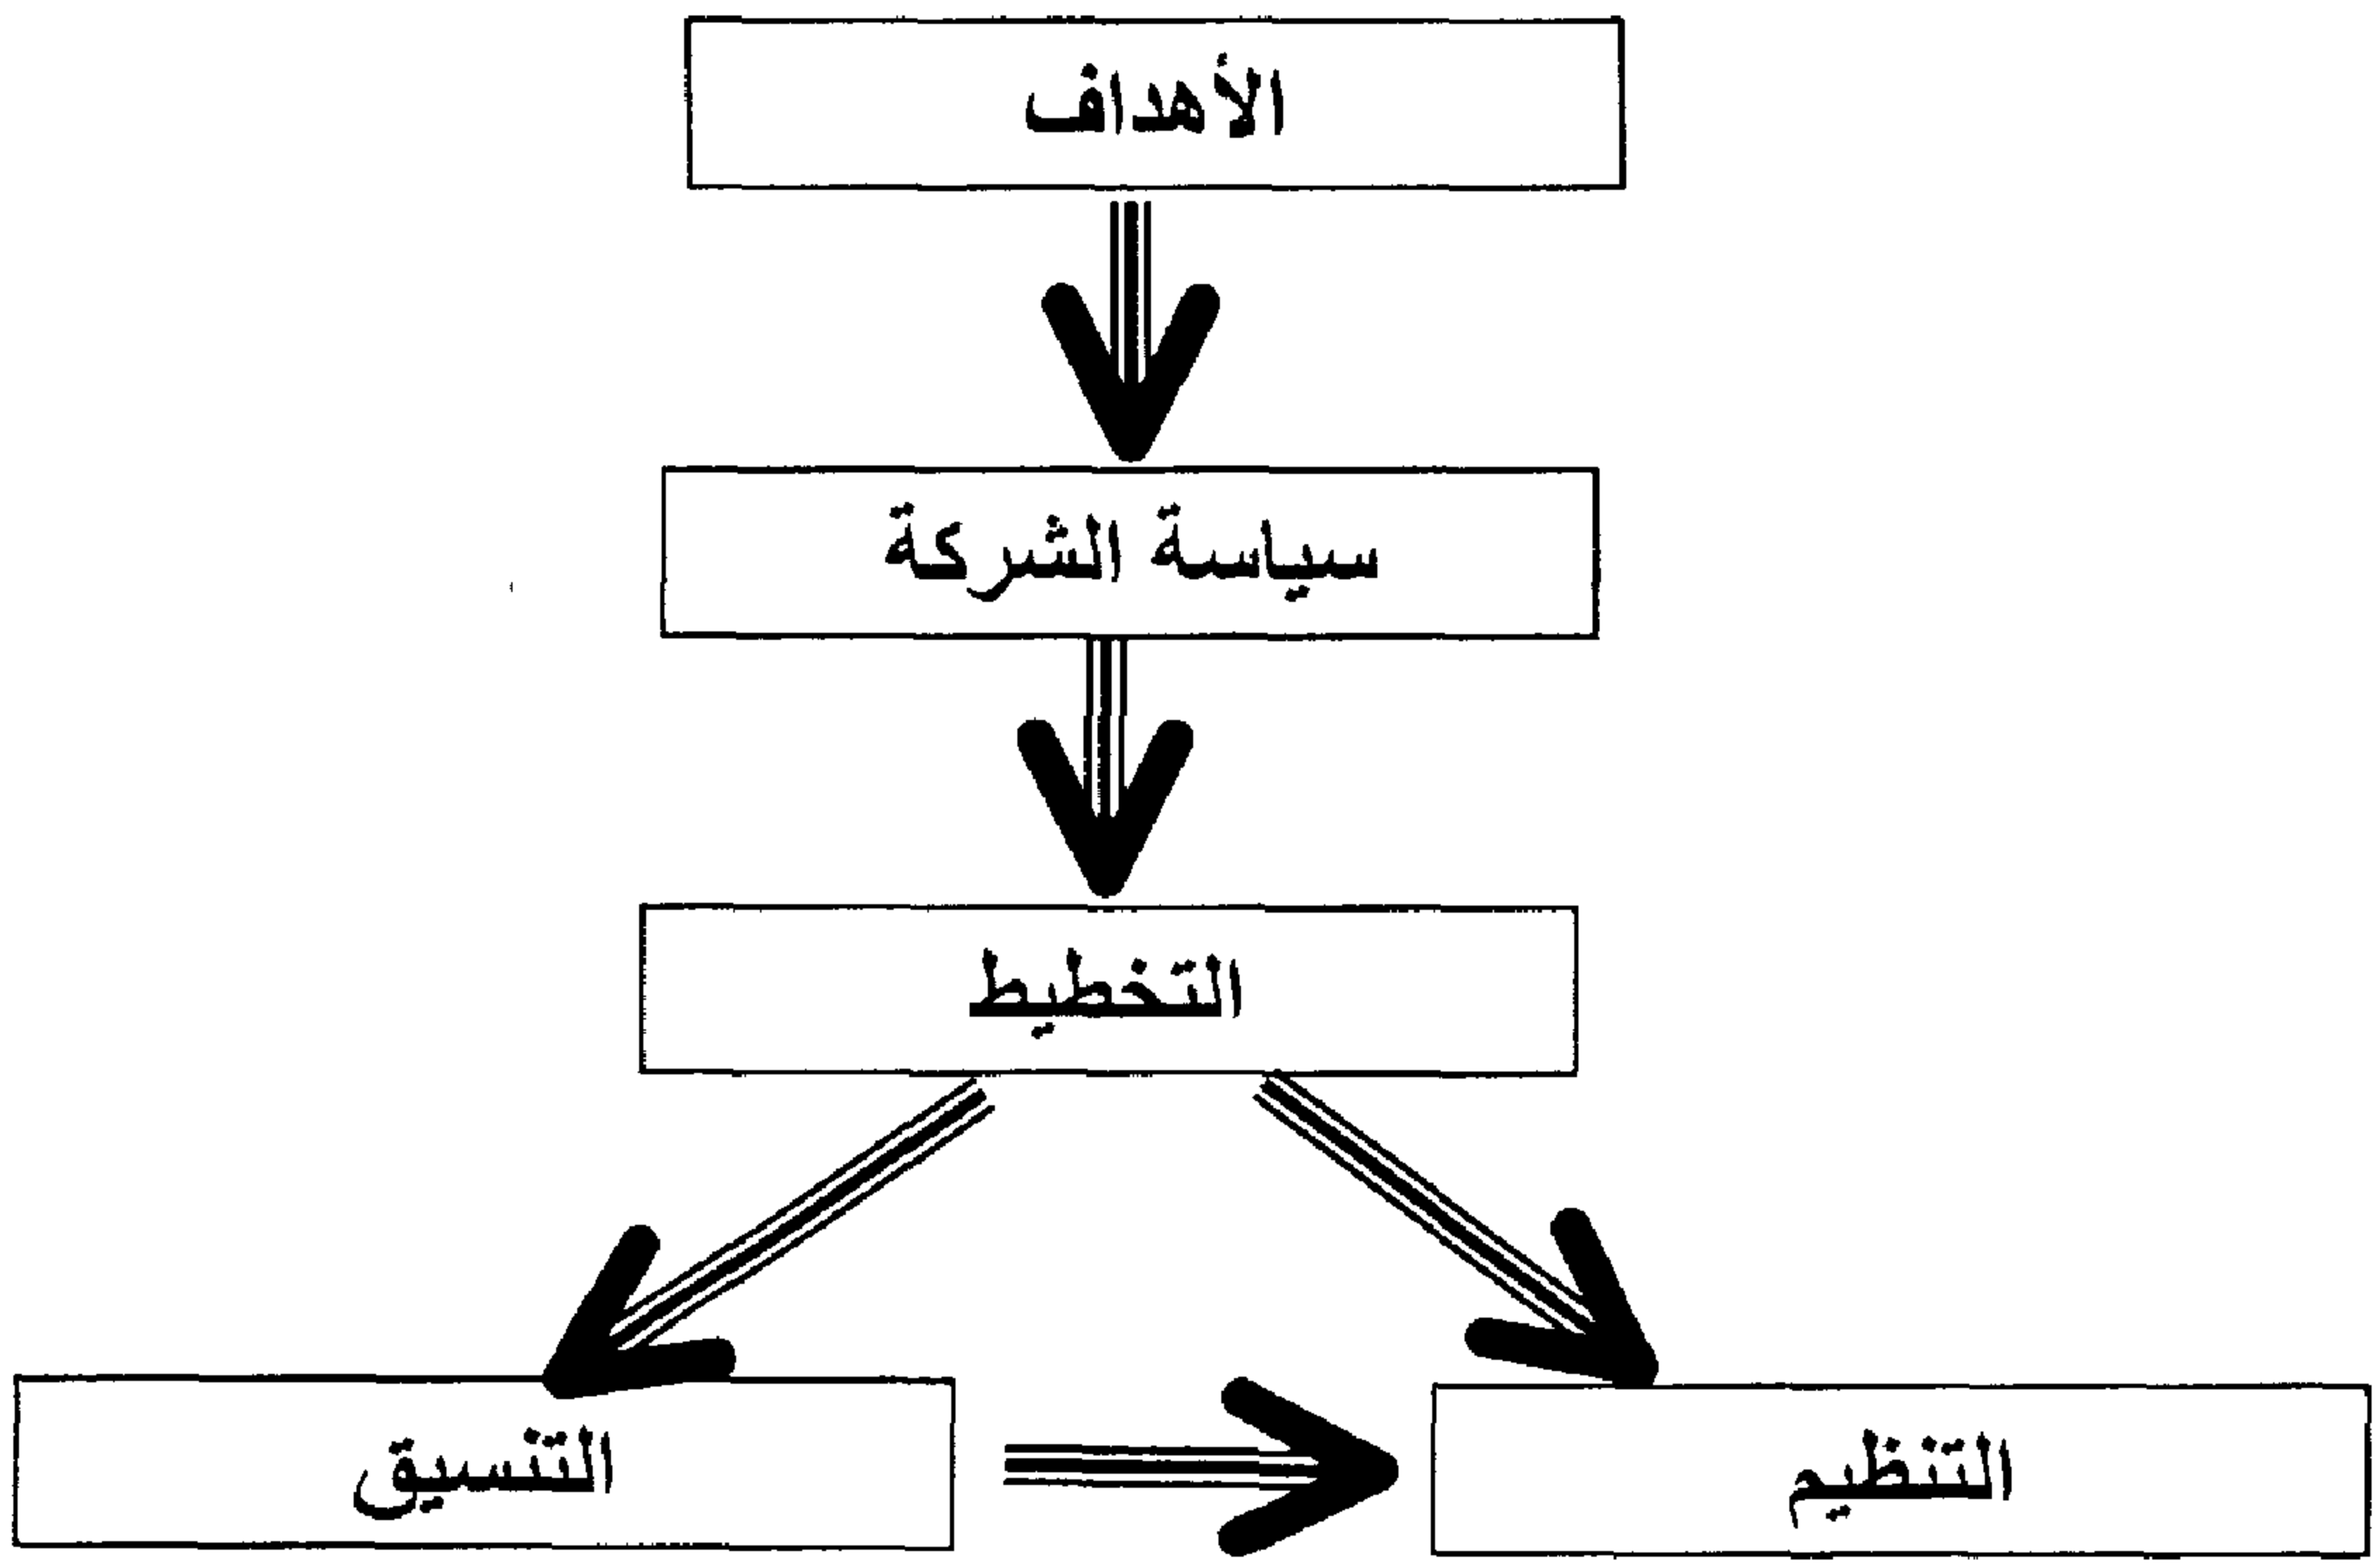 الأهداف
سياسة الشركة
التخطيط
التنظيم
التنسيق